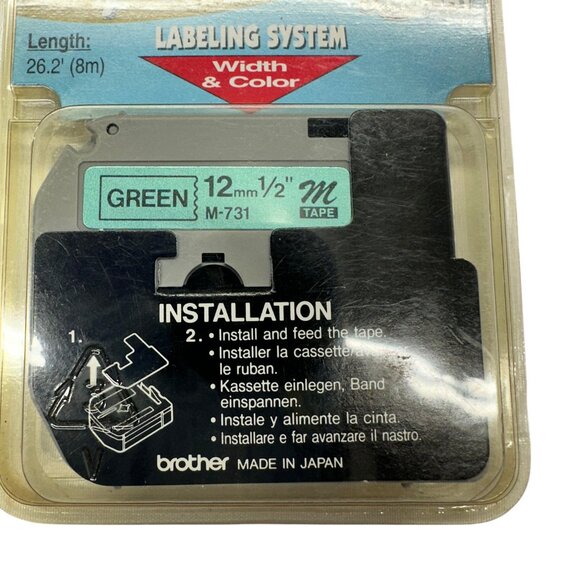 Length:
26.2' (8m)
LABELING SYSTEM
Width
& Color
GREEN
12mm 1/2"
M-731
M
TAPE
INSTALLATION
1.
2. • Install and feed the tape.
• Installer la cassette/
le ruban.
• Kassette einlegen, Band
einspannen.
• Instale y alimente la cinta.
• Installare e far avanzare il nastro.
brother MADE IN JAPAN